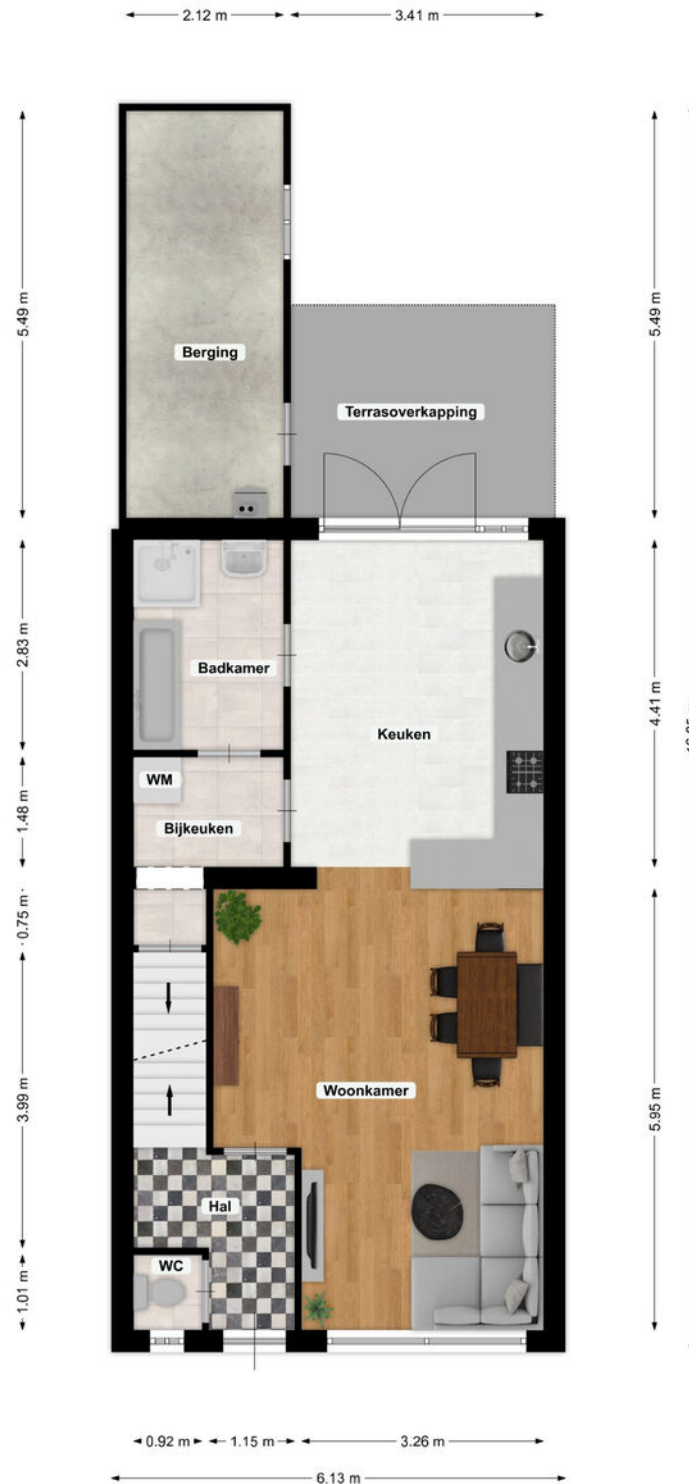 2.12 m
3.41 m
5.49 m
5.49 m
Berging
Terrasoverkapping
2.83 m
Badkamer
4.41 m
Keuken
WM
1.48 m
Bijkeuken
0.75 m
3.99 m
Woonkamer
5.95 m
Hal
WC
1.01 m
0.92 m
1.15 m
3.26 m
6.13 m